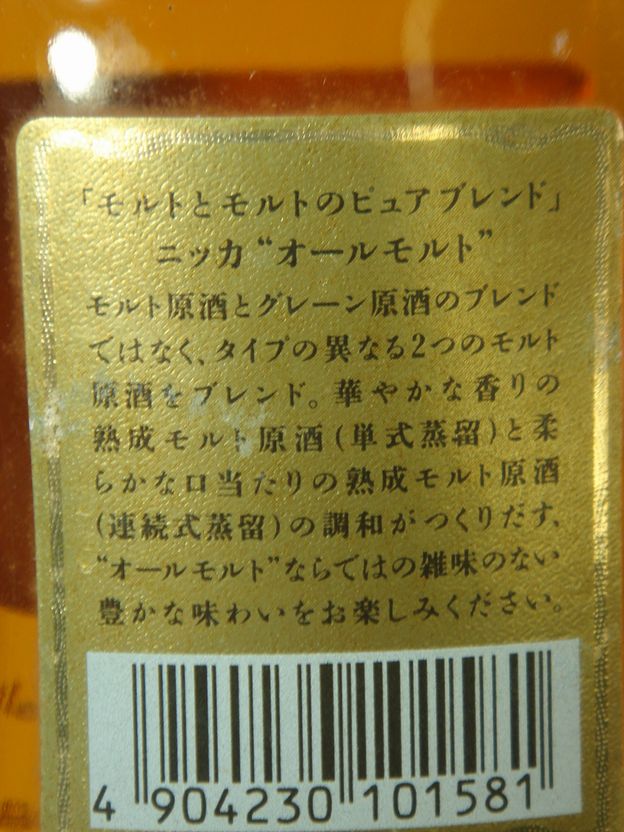 「モルトとモルトのピュアブレンド」
ニッカ“オールモルト”
モルト原酒とグレーン原酒のブレンド
ではなく、タイプの異なる2つのモルト
原酒をブレンド。華やかな香りの
熟成モルト原酒(単式蒸留)と柔
らかな口当たりの熟成モルト原酒
(連続式蒸留)の調和がつくりだす、
“オールモルト”ならではの雑味のない
豊かな味わいをお楽しみください。
4 904230 101581